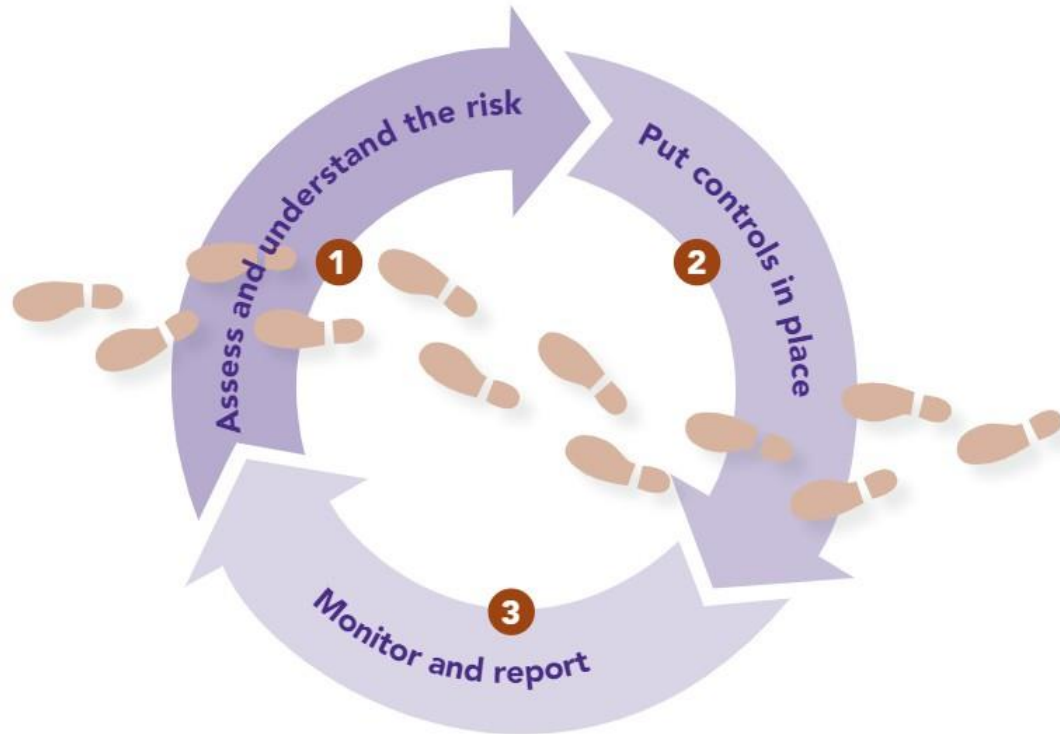 Assess and understand the risk
1
Put controls in place
2
Monitor and report
3